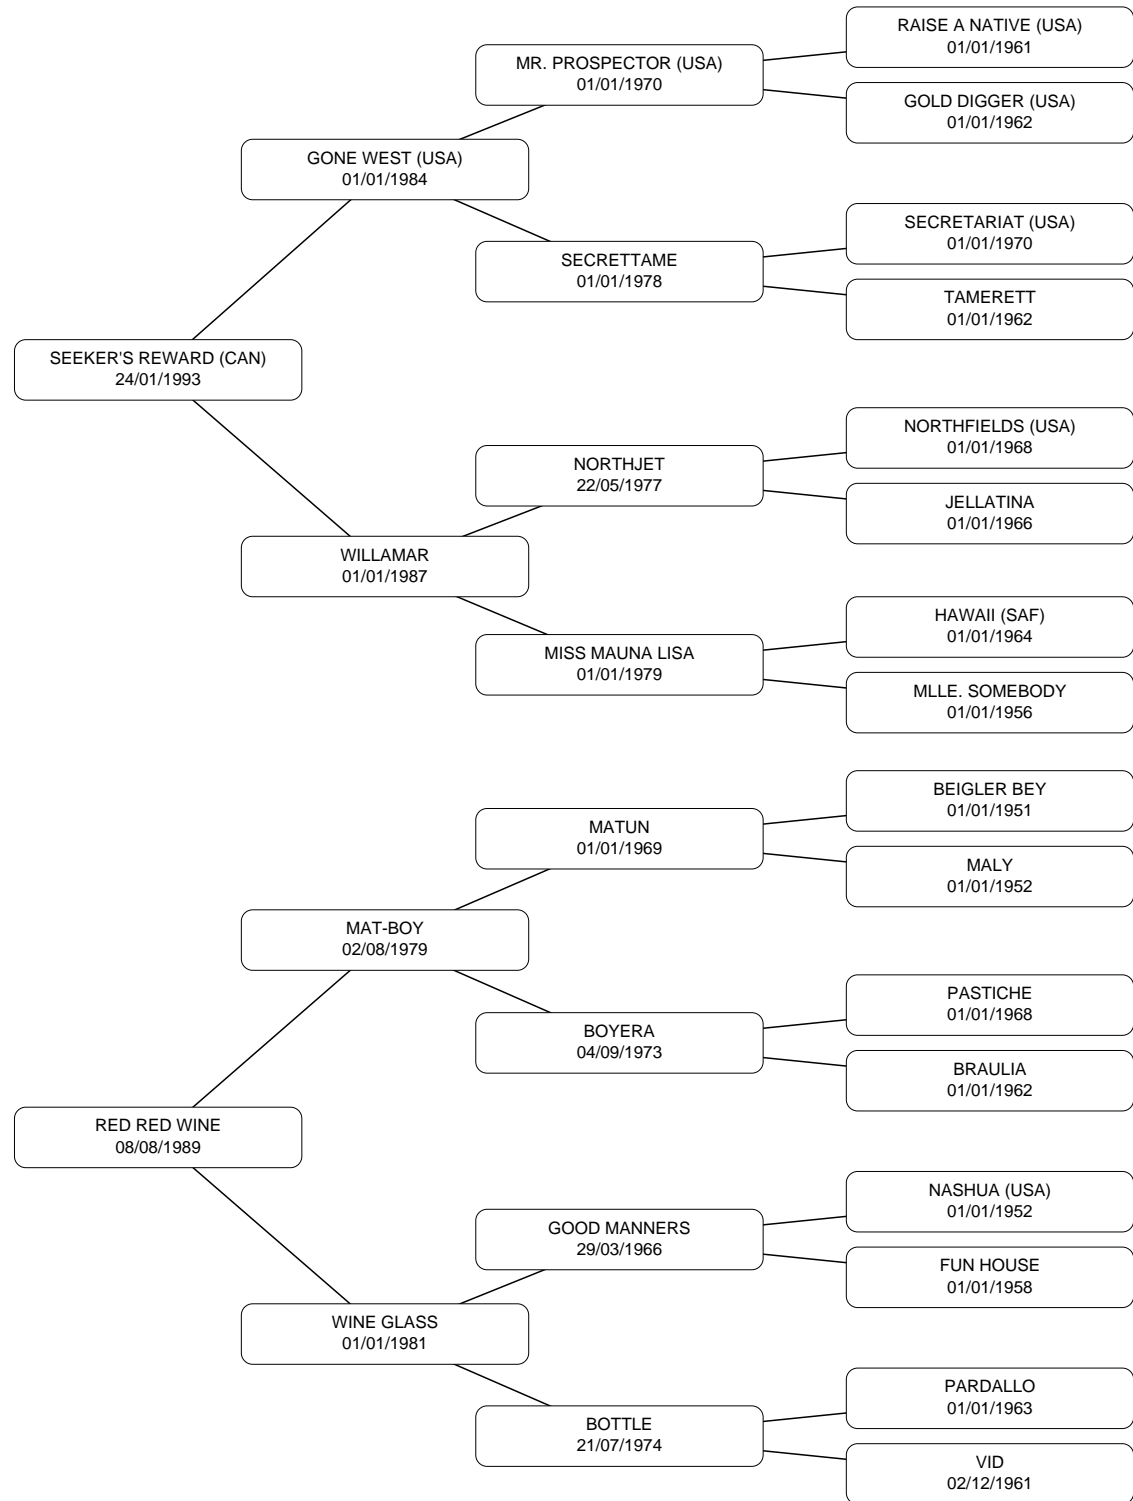 RAISE A NATIVE (USA)
01/01/1961
MR. PROSPECTOR (USA)
01/01/1970
GOLD DIGGER (USA)
01/01/1962
GONE WEST (USA)
01/01/1984
SECRETARIAT (USA)
01/01/1970
SECRETTAME
01/01/1978
TAMERETT
01/01/1962
SEEKER'S REWARD (CAN)
24/01/1993
NORTHFIELDS (USA)
01/01/1968
NORTHJET
22/05/1977
JELLATINA
01/01/1966
WILLAMAR
01/01/1987
HAWAII (SAF)
01/01/1964
MISS MAUNA LISA
01/01/1979
MLLE. SOMEBODY
01/01/1956
BEIGLER BEY
01/01/1951
MATUN
01/01/1969
MALY
01/01/1952
MAT-BOY
02/08/1979
PASTICHE
01/01/1968
BOYERA
04/09/1973
BRAULIA
01/01/1962
RED RED WINE
08/08/1989
NASHUA (USA)
01/01/1952
GOOD MANNERS
29/03/1966
FUN HOUSE
01/01/1958
WINE GLASS
01/01/1981
PARDALLO
01/01/1963
BOTTLE
21/07/1974
VID
02/12/1961